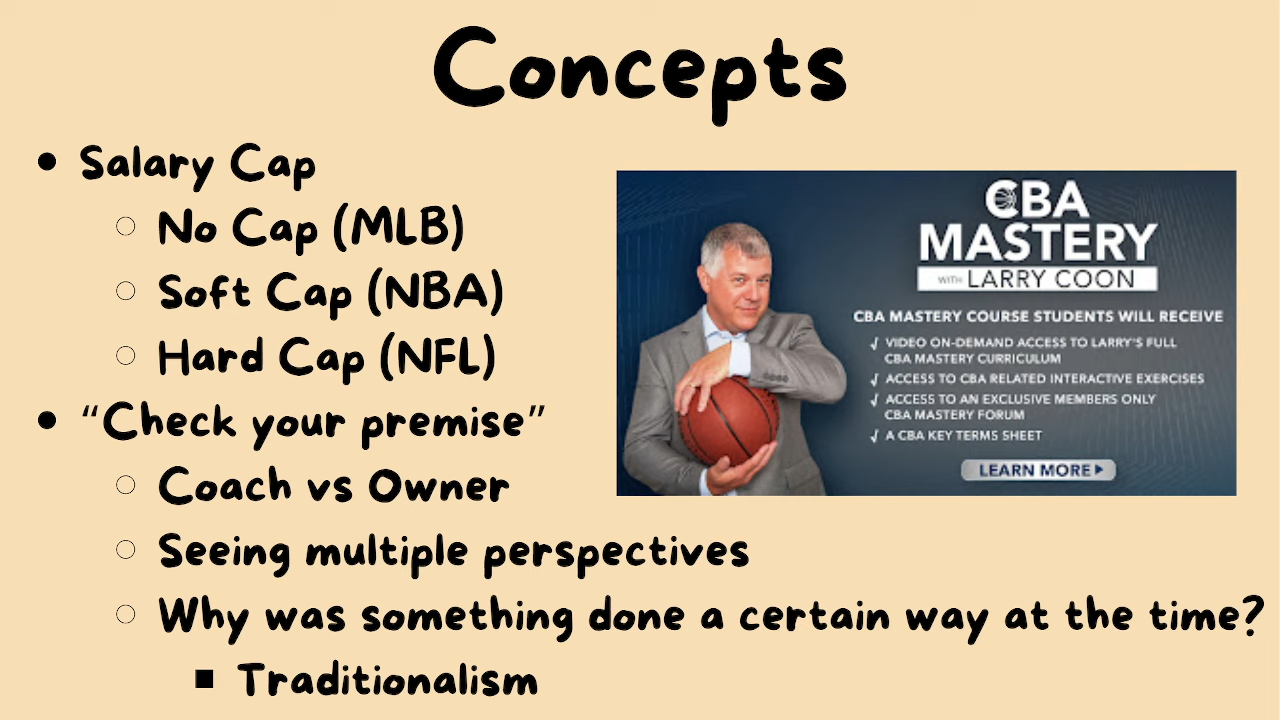 Concepts
Salary Cap
No Cap (MLB)
Soft Cap (NBA)
Hard Cap (NFL)
“Check your premise”
Coach vs Owner
Seeing multiple perspectives
Why was something done a certain way at the time?
Traditionalism
CBA
MASTERY
WITH LARRY COON
CBA MASTERY COURSE STUDENTS WILL RECEIVE
√ VIDEO ON-DEMAND ACCESS TO LARRY'S FULL
CBA MASTERY CURRICULUM
√ ACCESS TO CBA RELATED INTERACTIVE EXERCISES
√ ACCESS TO AN EXCLUSIVE MEMBERS ONLY
CBA MASTERY FORUM
√ A CBA KEY TERMS SHEET
LEARN MORE